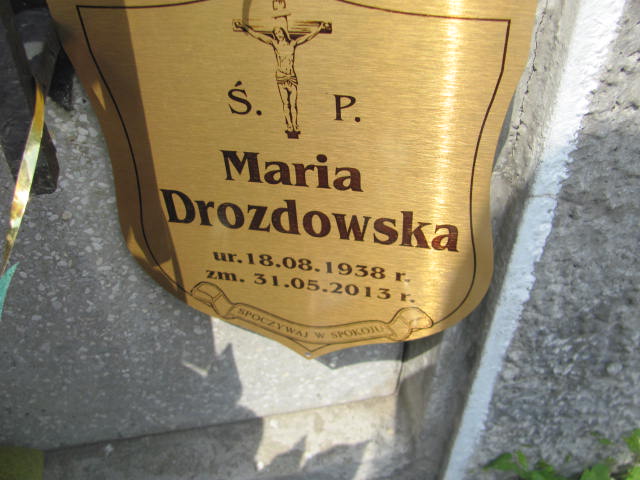 Ś. P.
Maria
Drozdowska
ur. 18.08.1938 r.
zm. 31.05.2013 r.
SPOCZYWAJ W SPOKOJU